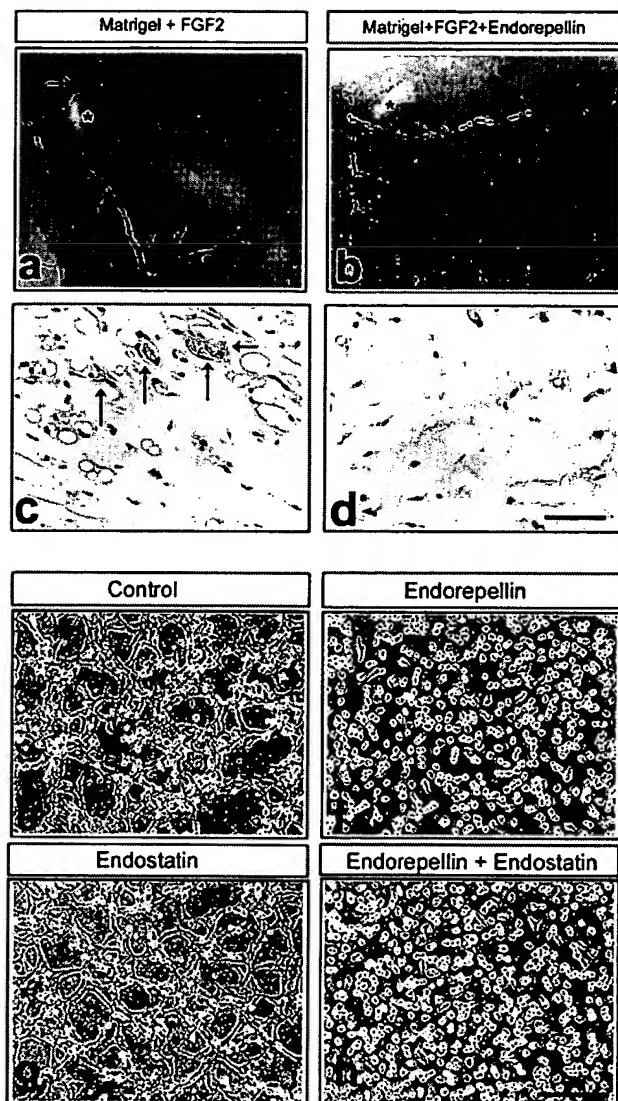 Matrigel + FGF2
Matrigel+FGF2+Endorepellin
a
b
c
d
Control
Endorepellin
Endostatin
Endorepellin + Endostatin
g